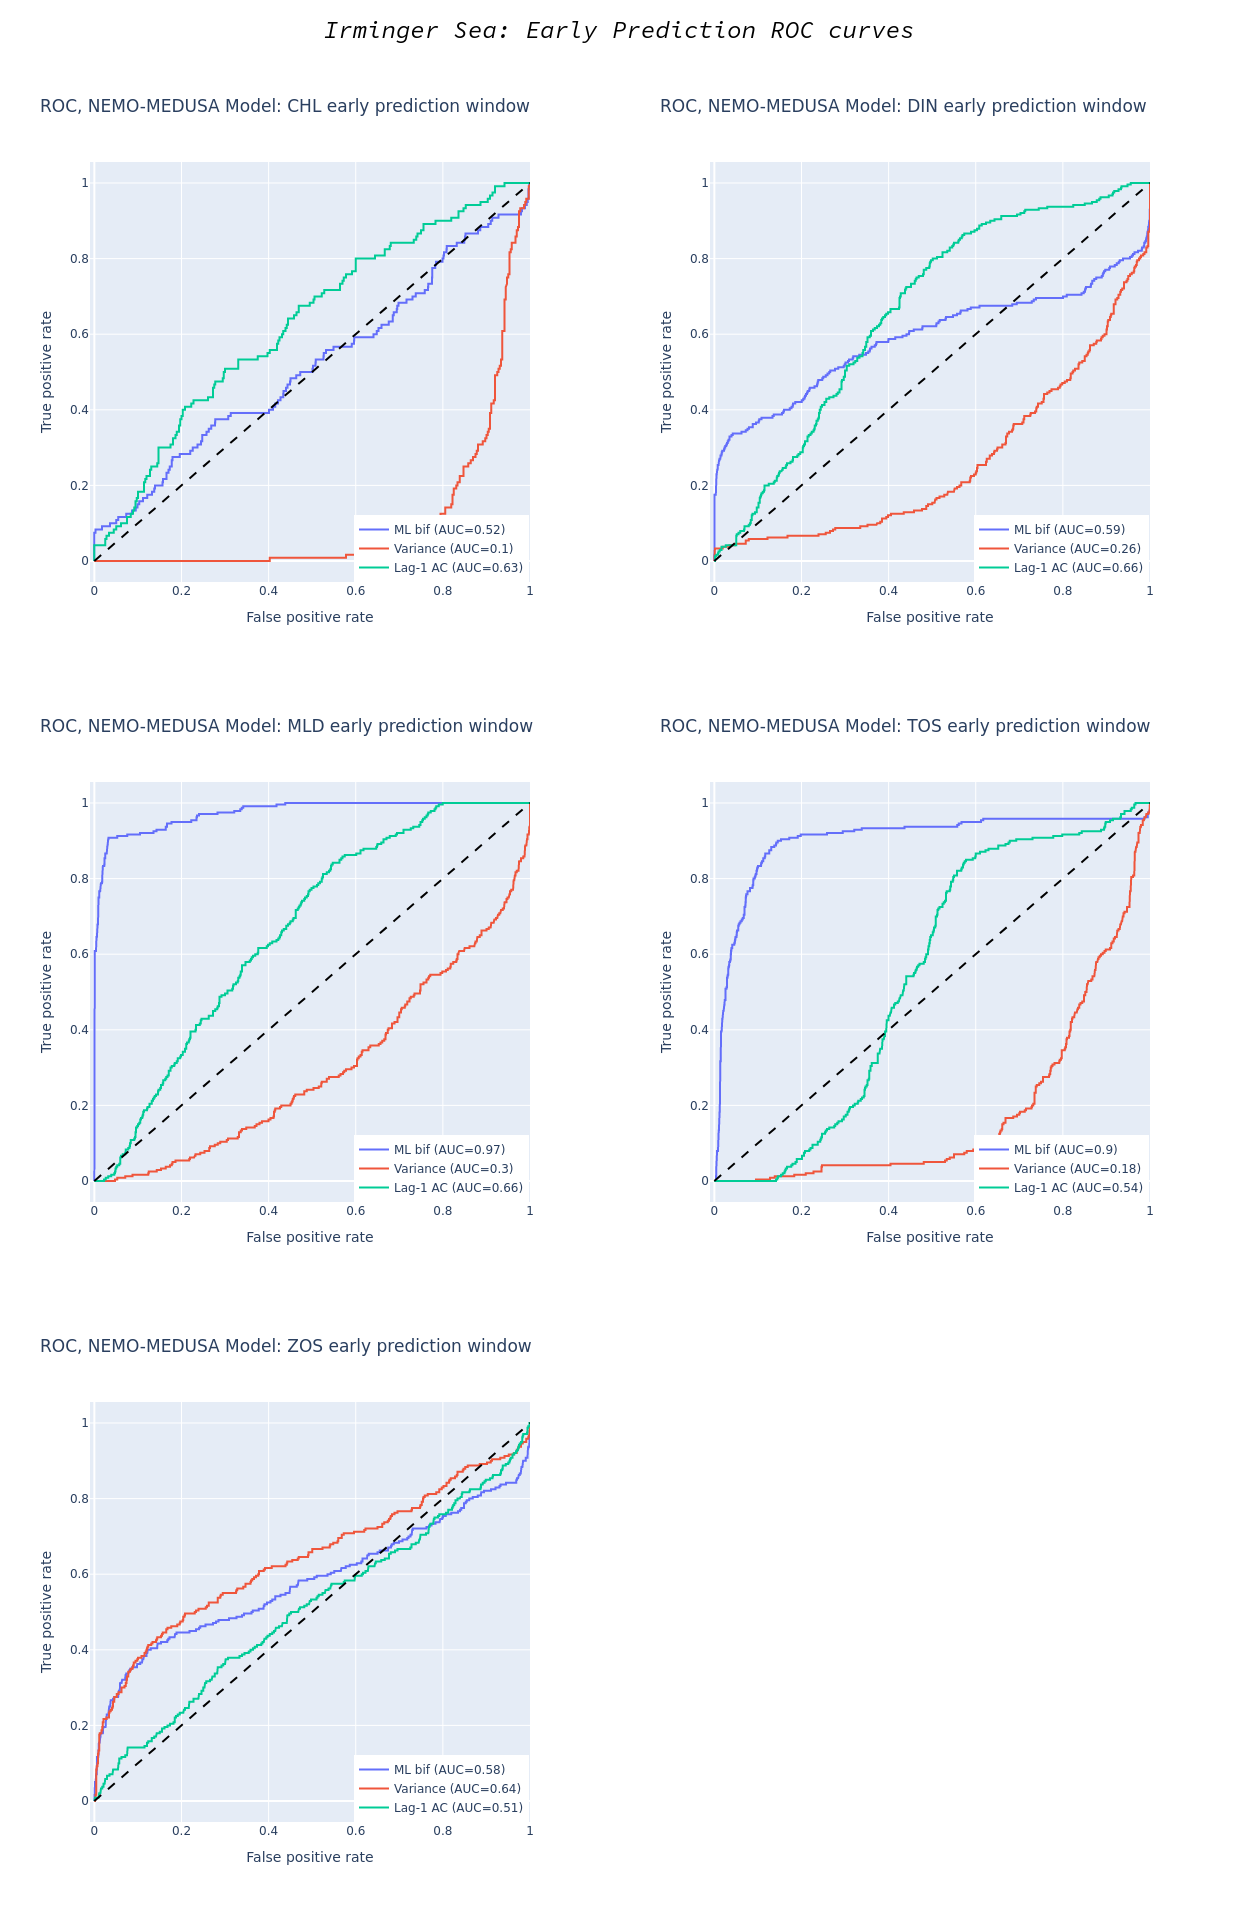 Irminger Sea: Early Prediction ROC curves
ROC, NEMO-MEDUSA Model: CHL early prediction window
True positive rate
1
0.8
0.6
0.4
0.2
0
ML bif (AUC=0.52)
Variance (AUC=0.1)
Lag-1 AC (AUC=0.63)
0 0.2 0.4 0.6 0.8 1
False positive rate
ROC, NEMO-MEDUSA Model: DIN early prediction window
True positive rate
1
0.8
0.6
0.4
0.2
0
ML bif (AUC=0.59)
Variance (AUC=0.26)
Lag-1 AC (AUC=0.66)
0 0.2 0.4 0.6 0.8 1
False positive rate
ROC, NEMO-MEDUSA Model: MLD early prediction window
True positive rate
1
0.8
0.6
0.4
0.2
0
ML bif (AUC=0.97)
Variance (AUC=0.3)
Lag-1 AC (AUC=0.66)
0 0.2 0.4 0.6 0.8 1
False positive rate
ROC, NEMO-MEDUSA Model: TOS early prediction window
True positive rate
1
0.8
0.6
0.4
0.2
0
ML bif (AUC=0.9)
Variance (AUC=0.18)
Lag-1 AC (AUC=0.54)
0 0.2 0.4 0.6 0.8 1
False positive rate
ROC, NEMO-MEDUSA Model: ZOS early prediction window
True positive rate
1
0.8
0.6
0.4
0.2
0
ML bif (AUC=0.58)
Variance (AUC=0.64)
Lag-1 AC (AUC=0.51)
0 0.2 0.4 0.6 0.8 1
False positive rate